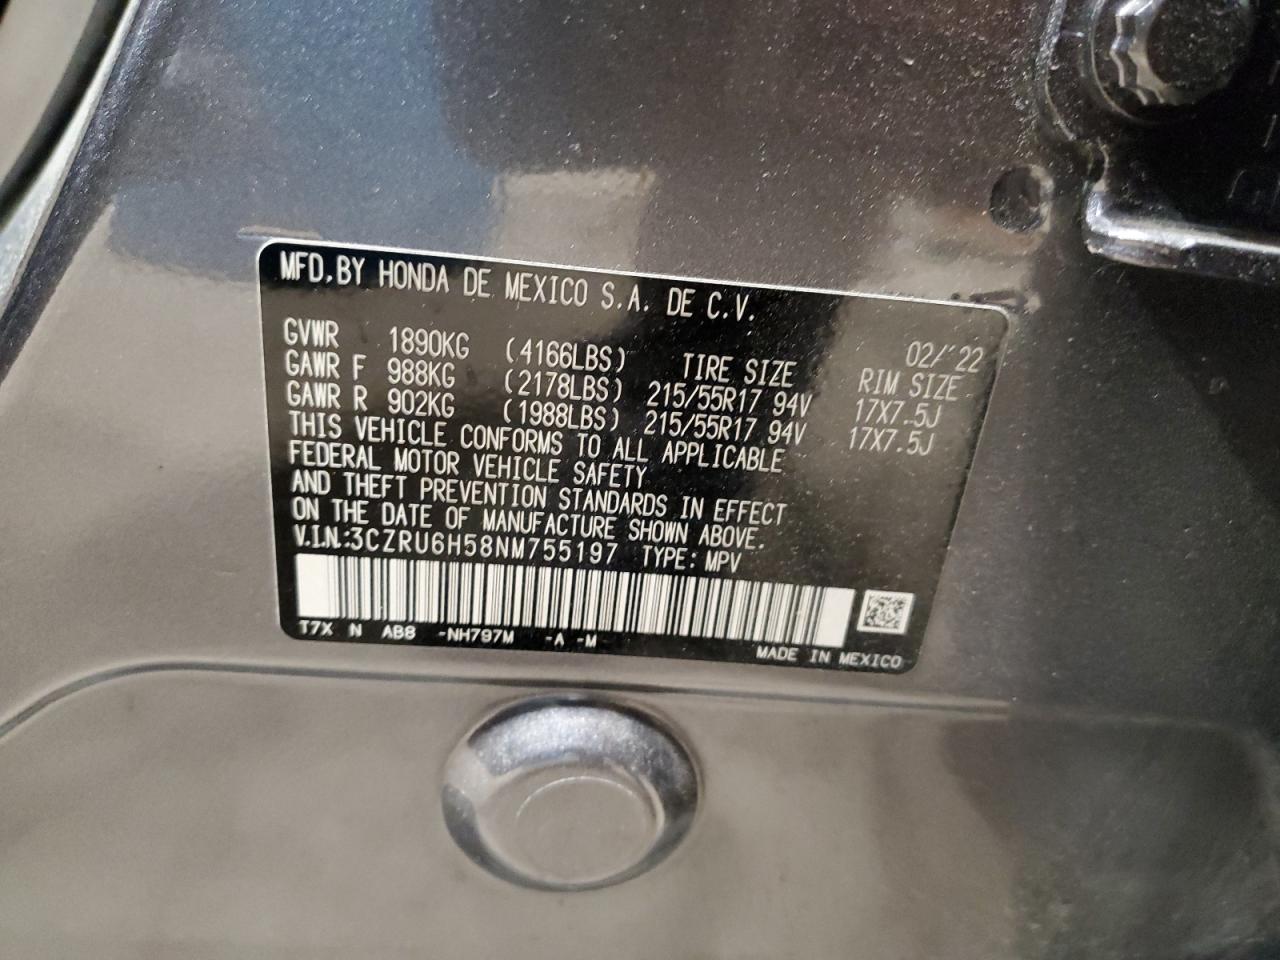 MFD.BY HONDA DE MEXICO S.A. DE C.V.
02/'22
GVWR 1890KG (4166LBS) TIRE SIZE RIM SIZE
GAWR F 988KG (2178LBS) 215/55R17 94V 17X7.5J
GAWR R 902KG (1988LBS) 215/55R17 94V 17X7.5J
THIS VEHICLE CONFORMS TO ALL APPLICABLE
FEDERAL MOTOR VEHICLE SAFETY
AND THEFT PREVENTION STANDARDS IN EFFECT
ON THE DATE OF MANUFACTURE SHOWN ABOVE.
V.I.N.:3CZRU6H58NM755197 TYPE: MPV
T7X N AB8 -NH797M -A -M
MADE IN MEXICO